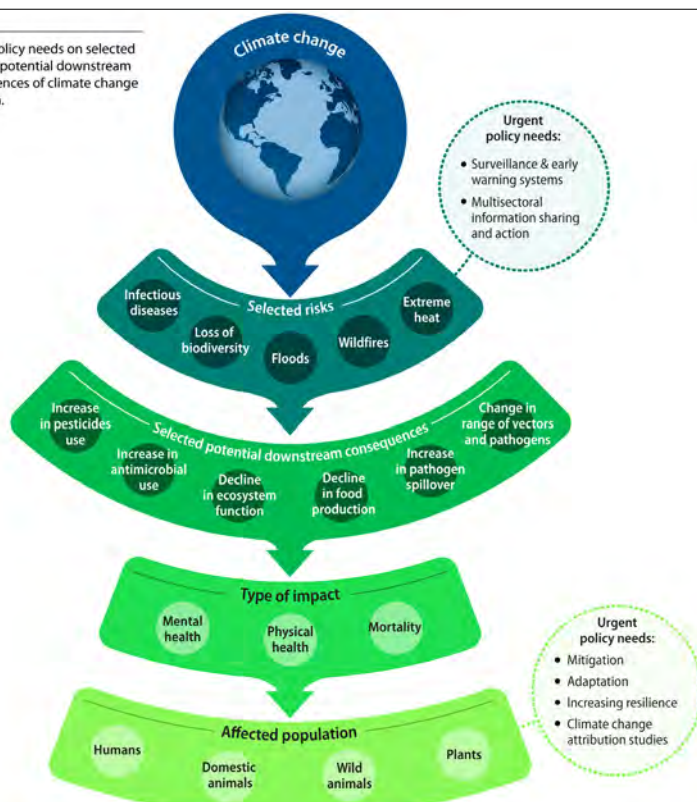 olicy needs on selected
potential downstream
ences of climate change
Climate change
Urgent
policy needs:
• Surveillance & early
warning systems
• Multisectoral
information sharing
and action
Selected risks
Infectious
diseases
Loss of
biodiversity
Floods
Wildfires
Extreme
heat
Selected potential downstream consequences
Increase
in pesticides
use
Increase in
antimicrobial
use
Decline
in ecosystem
function
Decline
in food
production
Increase
in pathogen
spillover
Change in
range of vectors
and pathogens
Type of impact
Mental
health
Physical
health
Mortality
Urgent
policy needs:
• Mitigation
• Adaptation
• Increasing resilience
• Climate change
attribution studies
Affected population
Humans
Domestic
animals
Wild
animals
Plants